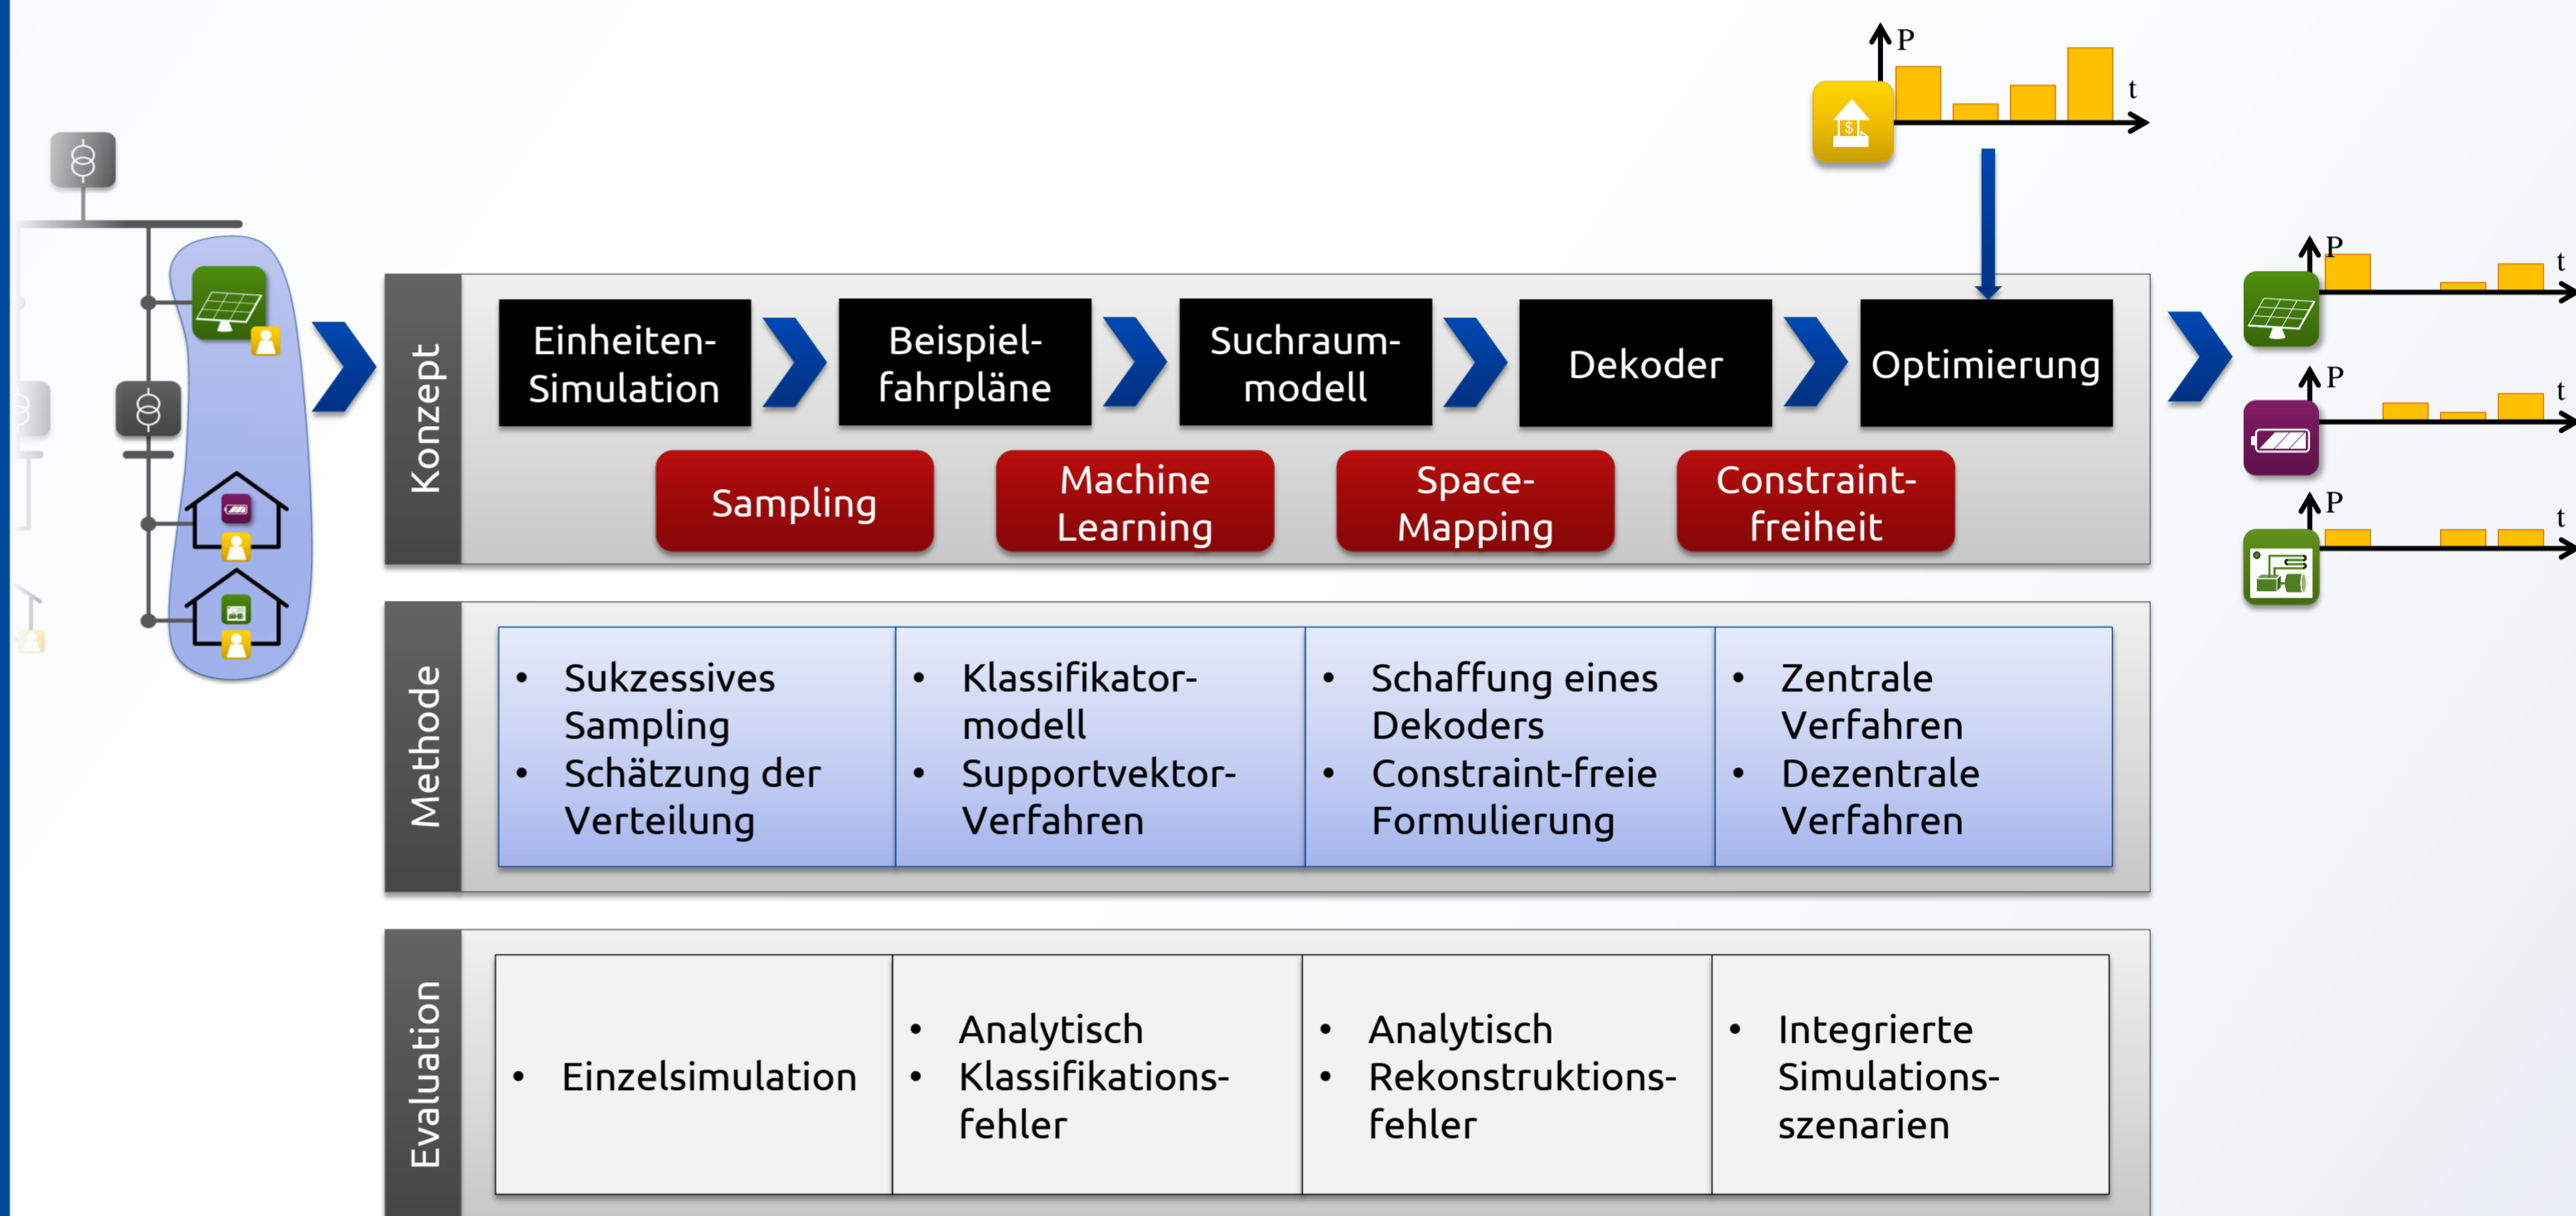 P
t
Konzept
Einheiten-
Simulation
Beispiel-
fahrpläne
Suchraum-
modell
Dekoder
Optimierung
Sampling
Machine
Learning
Space-
Mapping
Constraint-
freiheit
P
t
P
t
P
t
Methode
• Sukzessives
Sampling
• Schätzung der
Verteilung
• Klassifikator-
modell
• Supportvektor-
Verfahren
• Schaffung eines
Dekoders
• Constraint-freie
Formulierung
• Zentrale
Verfahren
• Dezentrale
Verfahren
Evaluation
• Einzelsimulation
• Analytisch
• Klassifikations-
fehler
• Analytisch
• Rekonstruktions-
fehler
• Integrierte
Simulations-
szenarien